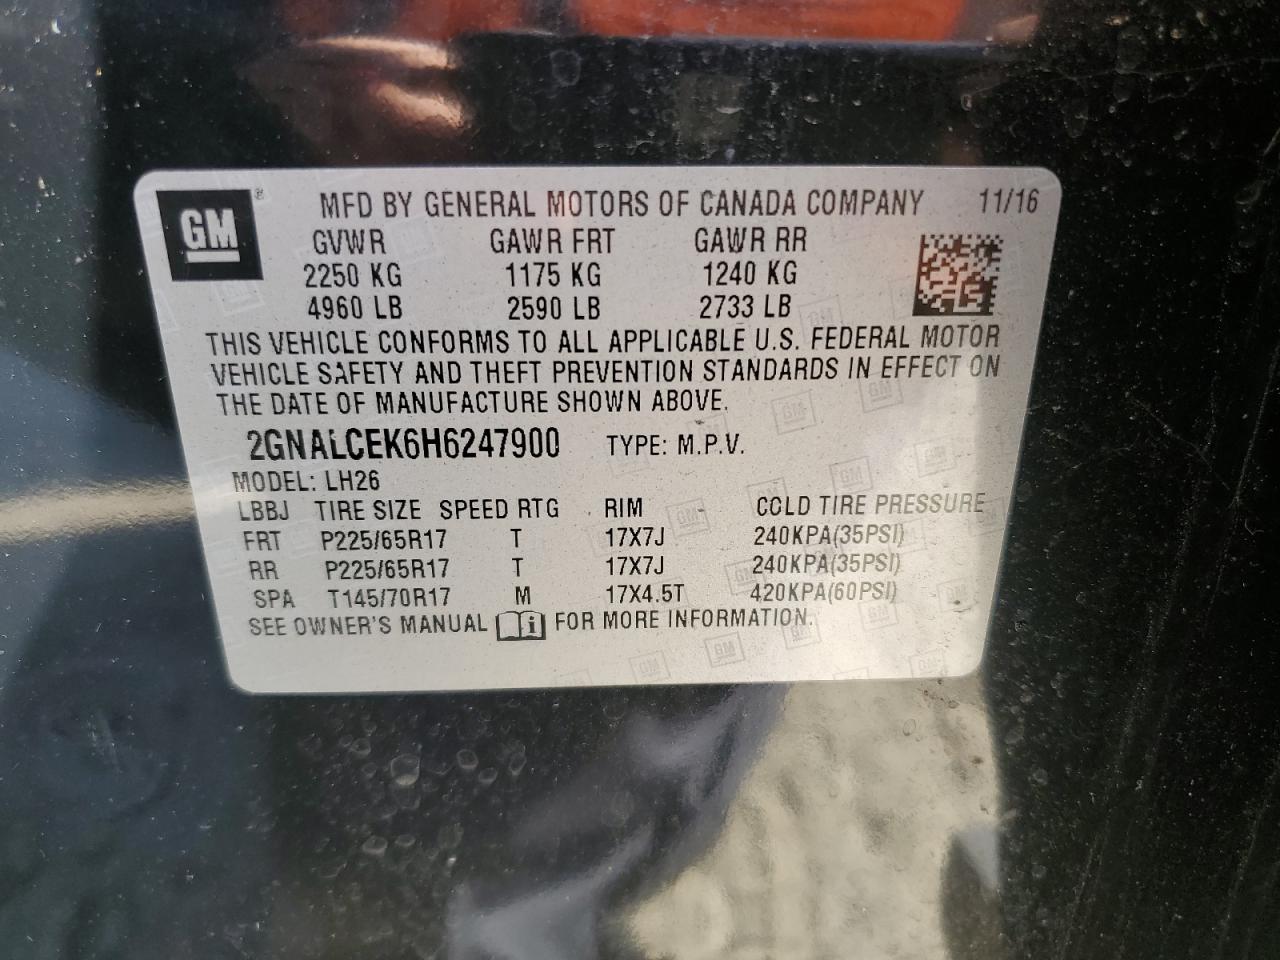 GM ® MFD BY GENERAL MOTORS OF CANADA COMPANY 11/16
GVWR GAWR FRT GAWR RR
2250 KG 1175 KG 1240 KG
4960 LB 2590 LB 2733 LB
THIS VEHICLE CONFORMS TO ALL APPLICABLE U.S. FEDERAL MOTOR
VEHICLE SAFETY AND THEFT PREVENTION STANDARDS IN EFFECT ON
THE DATE OF MANUFACTURE SHOWN ABOVE.
2GNALCEK6H6247900 TYPE: M.P.V.
MODEL: LH26
LBBJ TIRE SIZE SPEED RTG RIM COLD TIRE PRESSURE
FRT P225/65R17 T 17X7J 240KPA(35PSI)
RR P225/65R17 T 17X7J 240KPA(35PSI)
SPA T145/70R17 M 17X4.5T 420KPA(60PSI)
SEE OWNER'S MANUAL i FOR MORE INFORMATION.